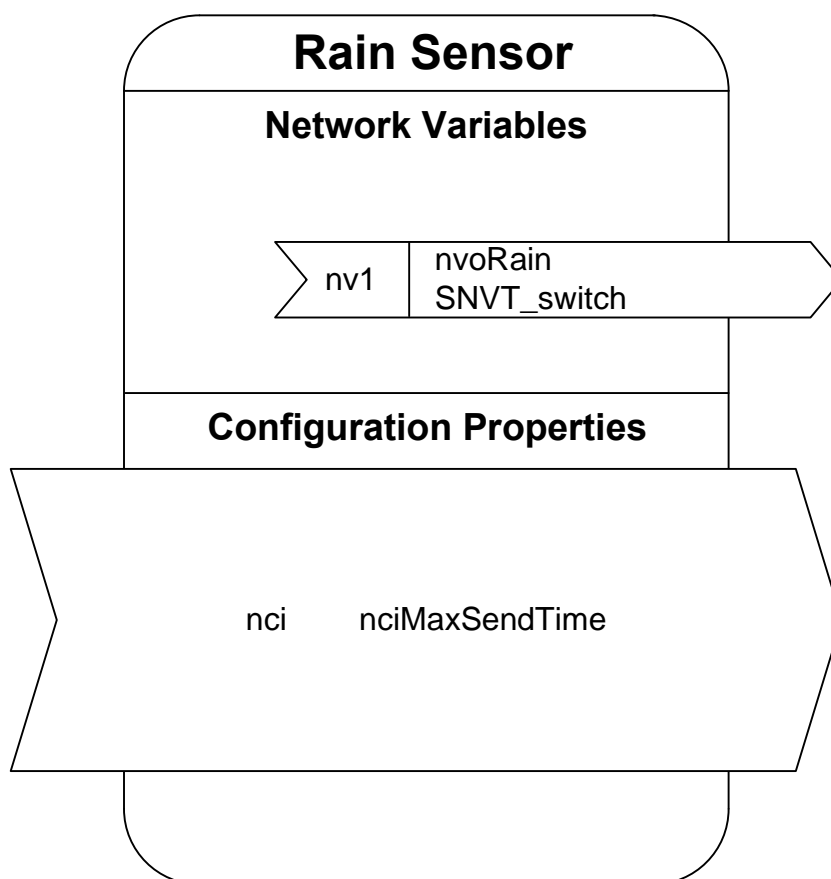 Rain Sensor
Network Variables
nv1
nvoRain
SNVT_switch
Configuration Properties
nci nciMaxSendTime